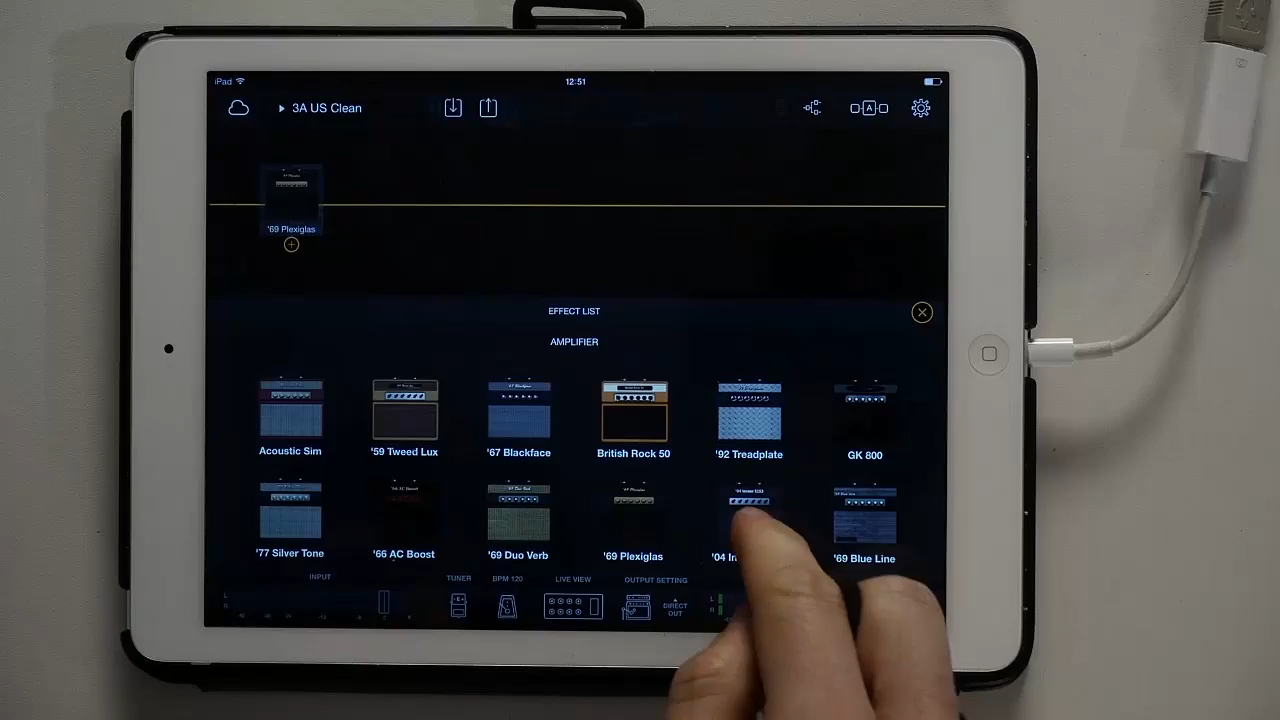 iPad 12:51
3A US Clean
A
'69 Plexiglas
EFFECT LIST
AMPLIFIER
Acoustic Sim '59 Tweed Lux '67 Blackface British Rock 50 '92 Treadplate GK 800
'77 Silver Tone '66 AC Boost '69 Duo Verb '69 Plexiglas '04 '69 Blue Line
INPUT TUNER BPM 120 LIVE VIEW OUTPUT SETTING
L
R
DIRECT
OUT
L
R